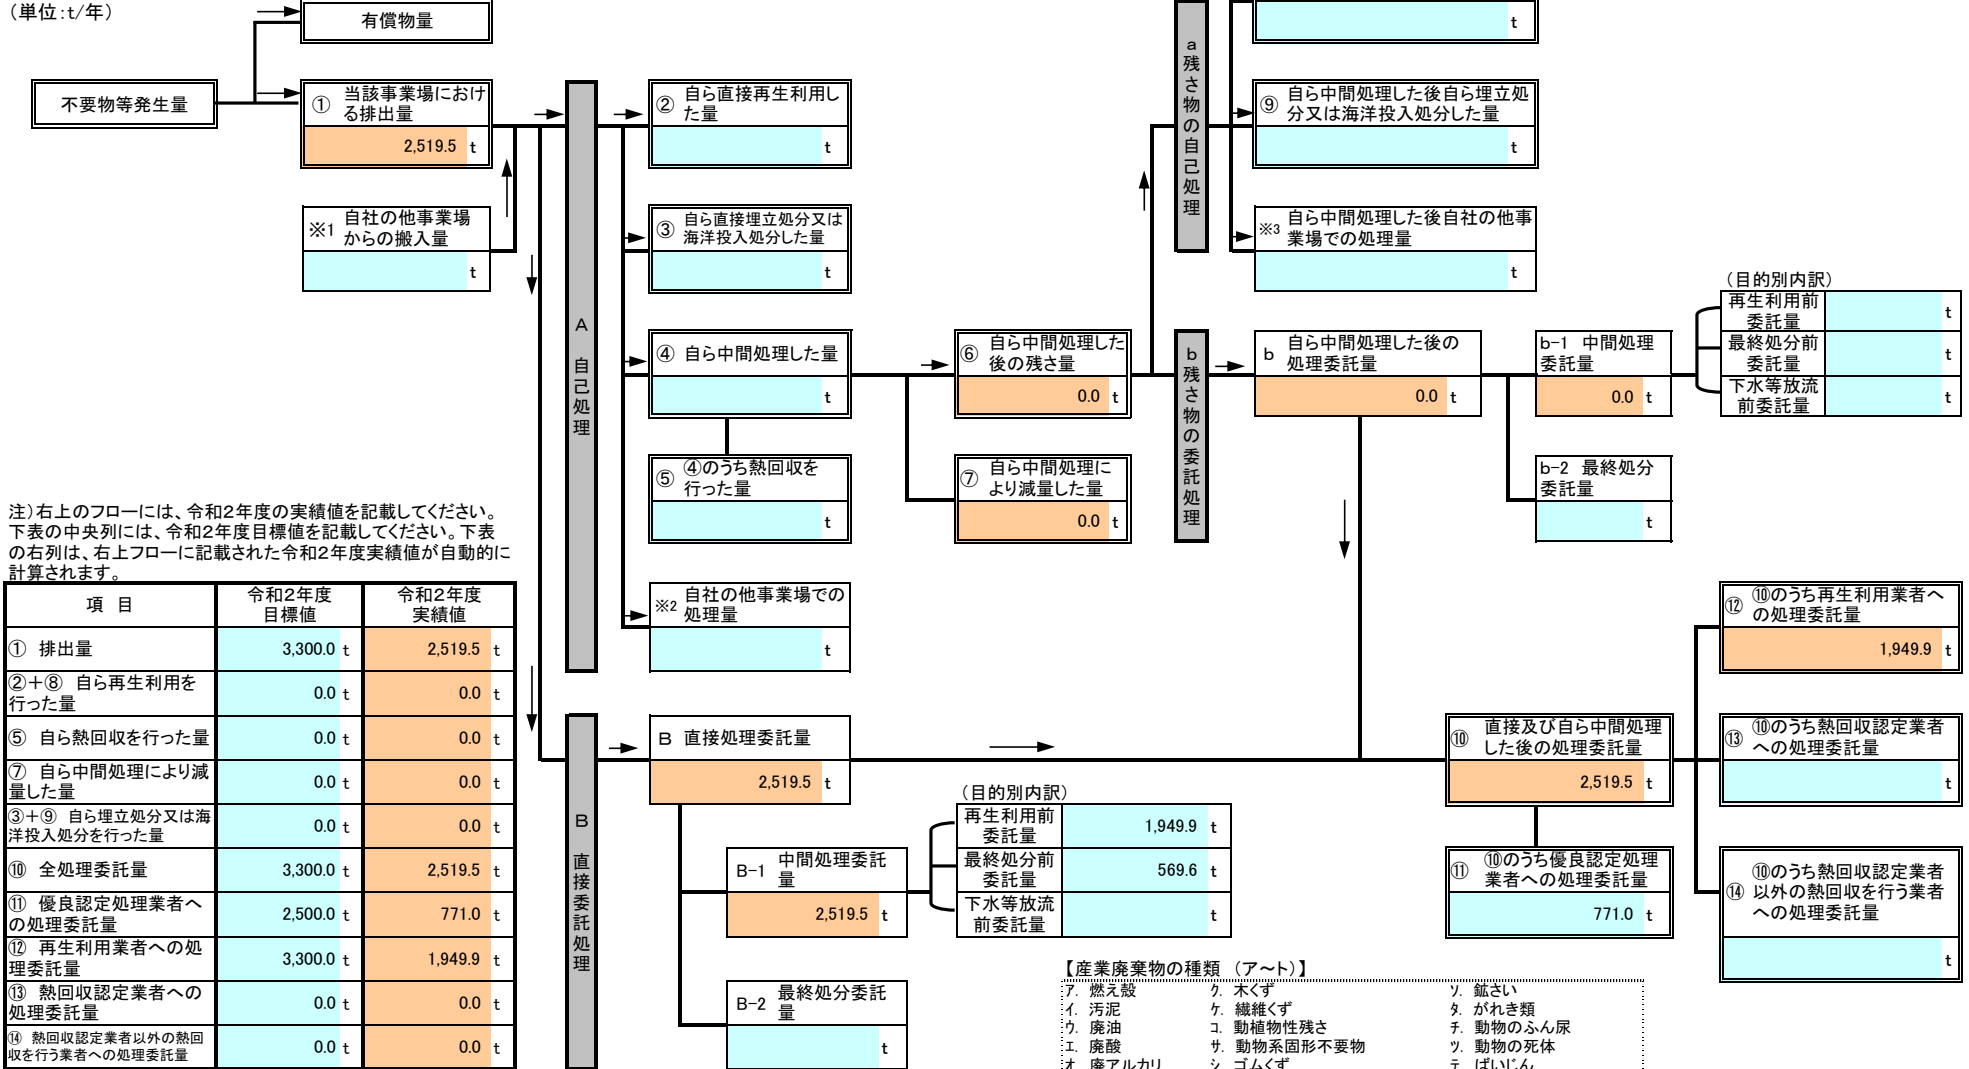 (単位:t/年)
有償物量
不要物等発生量
① 当該事業場におけ
る排出量
2,519.5 t
※1 自社の他事業場
からの搬入量
t
A 自己処理
② 自ら直接再生利用し
た量
t
③ 自ら直接埋立処分又は
海洋投入処分した量
t
④ 自ら中間処理した量
t
⑤ ④のうち熱回収を
行った量
t
※2 自社の他事業場での
処理量
t
⑥ 自ら中間処理した
後の残さ量
0.0 t
⑦ 自ら中間処理に
より減量した量
0.0 t
a残さ物の自己処理
t
⑨ 自ら中間処理した後自ら埋立処
分又は海洋投入処分した量
t
※3 自ら中間処理した後自社の他事
業場での処理量
t
b残さ物の委託処理
b 自ら中間処理した後の
処理委託量
0.0 t
b-1 中間処理
委託量
0.0 t
b-2 最終処分
委託量
t
(目的別内訳)
再生利用前
委託量
t
最終処分前
委託量
t
下水等放流
前委託量
t
注)右上のフローには、令和2年度の実績値を記載してください。
下表の中央列には、令和2年度目標値を記載してください。下表
の右列は、右上フローに記載された令和2年度実績値が自動的に
計算されます。
項 目
令和2年度
目標値
令和2年度
実績値
① 排出量 3,300.0 t 2,519.5 t
②+⑧ 自ら再生利用を
行った量 0.0 t 0.0 t
⑤ 自ら熱回収を行った量 0.0 t 0.0 t
⑦ 自ら中間処理により減
量した量 0.0 t 0.0 t
③+⑨ 自ら埋立処分又は海
洋投入処分を行った量 0.0 t 0.0 t
⑩ 全処理委託量 3,300.0 t 2,519.5 t
⑪ 優良認定処理業者へ
の処理委託量 2,500.0 t 771.0 t
⑫ 再生利用業者への処
理委託量 3,300.0 t 1,949.9 t
⑬ 熱回収認定業者への
処理委託量 0.0 t 0.0 t
⑭ 熱回収認定業者以外の熱回
収を行う業者への処理委託量 0.0 t 0.0 t
B 直接委託処理
B 直接処理委託量
2,519.5 t
B-1 中間処理委託
量
2,519.5 t
B-2 最終処分委託
量
t
(目的別内訳)
再生利用前
委託量
1,949.9 t
最終処分前
委託量
569.6 t
下水等放流
前委託量
t
⑩ 直接及び自ら中間処理
した後の処理委託量
2,519.5 t
⑪ ⑩のうち優良認定処理
業者への処理委託量
771.0 t
⑫ ⑩のうち再生利用業者へ
の処理委託量
1,949.9 t
⑬ ⑩のうち熱回収認定業者
への処理委託量
t
⑭ ⑩のうち熱回収認定業者
以外の熱回収を行う業者
への処理委託量
t
【産業廃棄物の種類 (ア~ト)】
ア. 燃え殻 ク. 木くず ソ. 鉱さい
イ. 汚泥 ケ. 繊維くず タ. がれき類
ウ. 廃油 コ. 動植物性残さ チ. 動物のふん尿
エ. 廃酸 サ. 動物系固形不要物 ツ. 動物の死体
オ. 廃アルカリ シ. ゴムくず テ. ばいじん